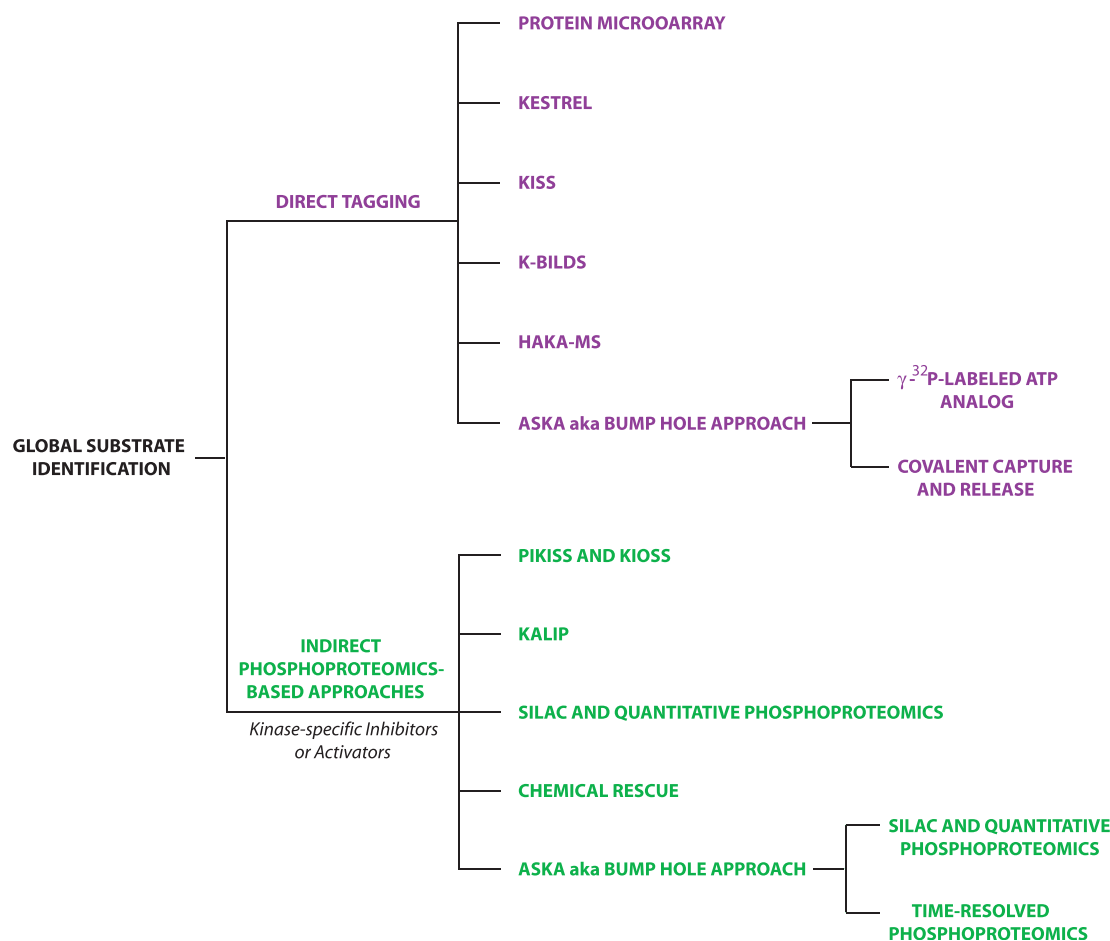 PROTEIN MICROOARRAY
KESTREL
KISS
DIRECT TAGGING
K-BILDS
HAKA-MS
γ-³²P-LABELED ATP
ANALOG
ASKA aka BUMP HOLE APPROACH
COVALENT CAPTURE
AND RELEASE
GLOBAL SUBSTRATE
IDENTIFICATION
PIKISS AND KIOSS
KALIP
INDIRECT
PHOSPHOPROTEOMICS-
BASED APPROACHES
Kinase-specific Inhibitors
or Activators
SILAC AND QUANTITATIVE PHOSPHOPROTEOMICS
CHEMICAL RESCUE
ASKA aka BUMP HOLE APPROACH
SILAC AND QUANTITATIVE
PHOSPHOPROTEOMICS
TIME-RESOLVED
PHOSPHOPROTEOMICS